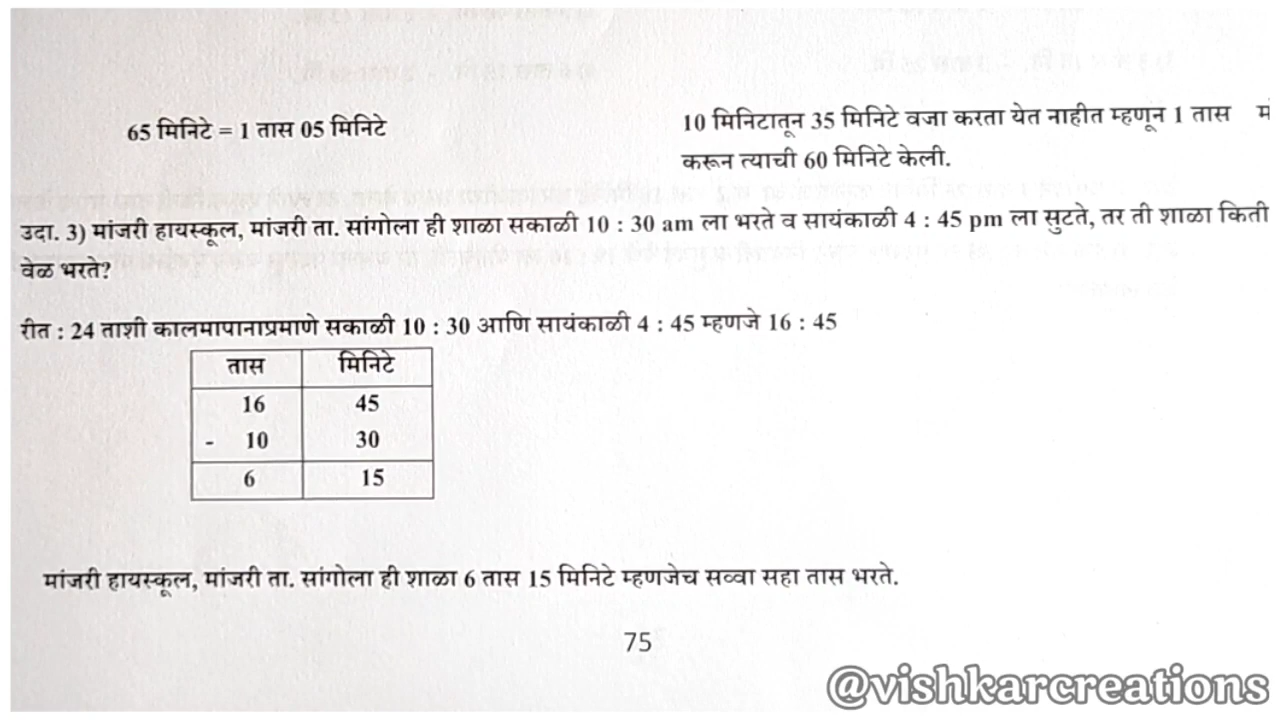 65 मिनिटे = 1 तास 05 मिनिटे
10 मिनिटातून 35 मिनिटे वजा करता येत नाहीत म्हणून 1 तास
करून त्याची 60 मिनिटे केली.
उदा. 3) मांजरी हायस्कूल, मांजरी ता. सांगोला ही शाळा सकाळी 10 : 30 am ला भरते व सायंकाळी 4 : 45 pm ला सुटते, तर ती शाळा किती
वेळ भरते?
रीत : 24 ताशी कालमापानाप्रमाणे सकाळी 10 : 30 आणि सायंकाळी 4 : 45 म्हणजे 16 : 45
तास मिनिटे
16 45
- 10 30
6 15
मांजरी हायस्कूल, मांजरी ता. सांगोला ही शाळा 6 तास 15 मिनिटे म्हणजेच सव्वा सहा तास भरते.
75
@vishkarcreations